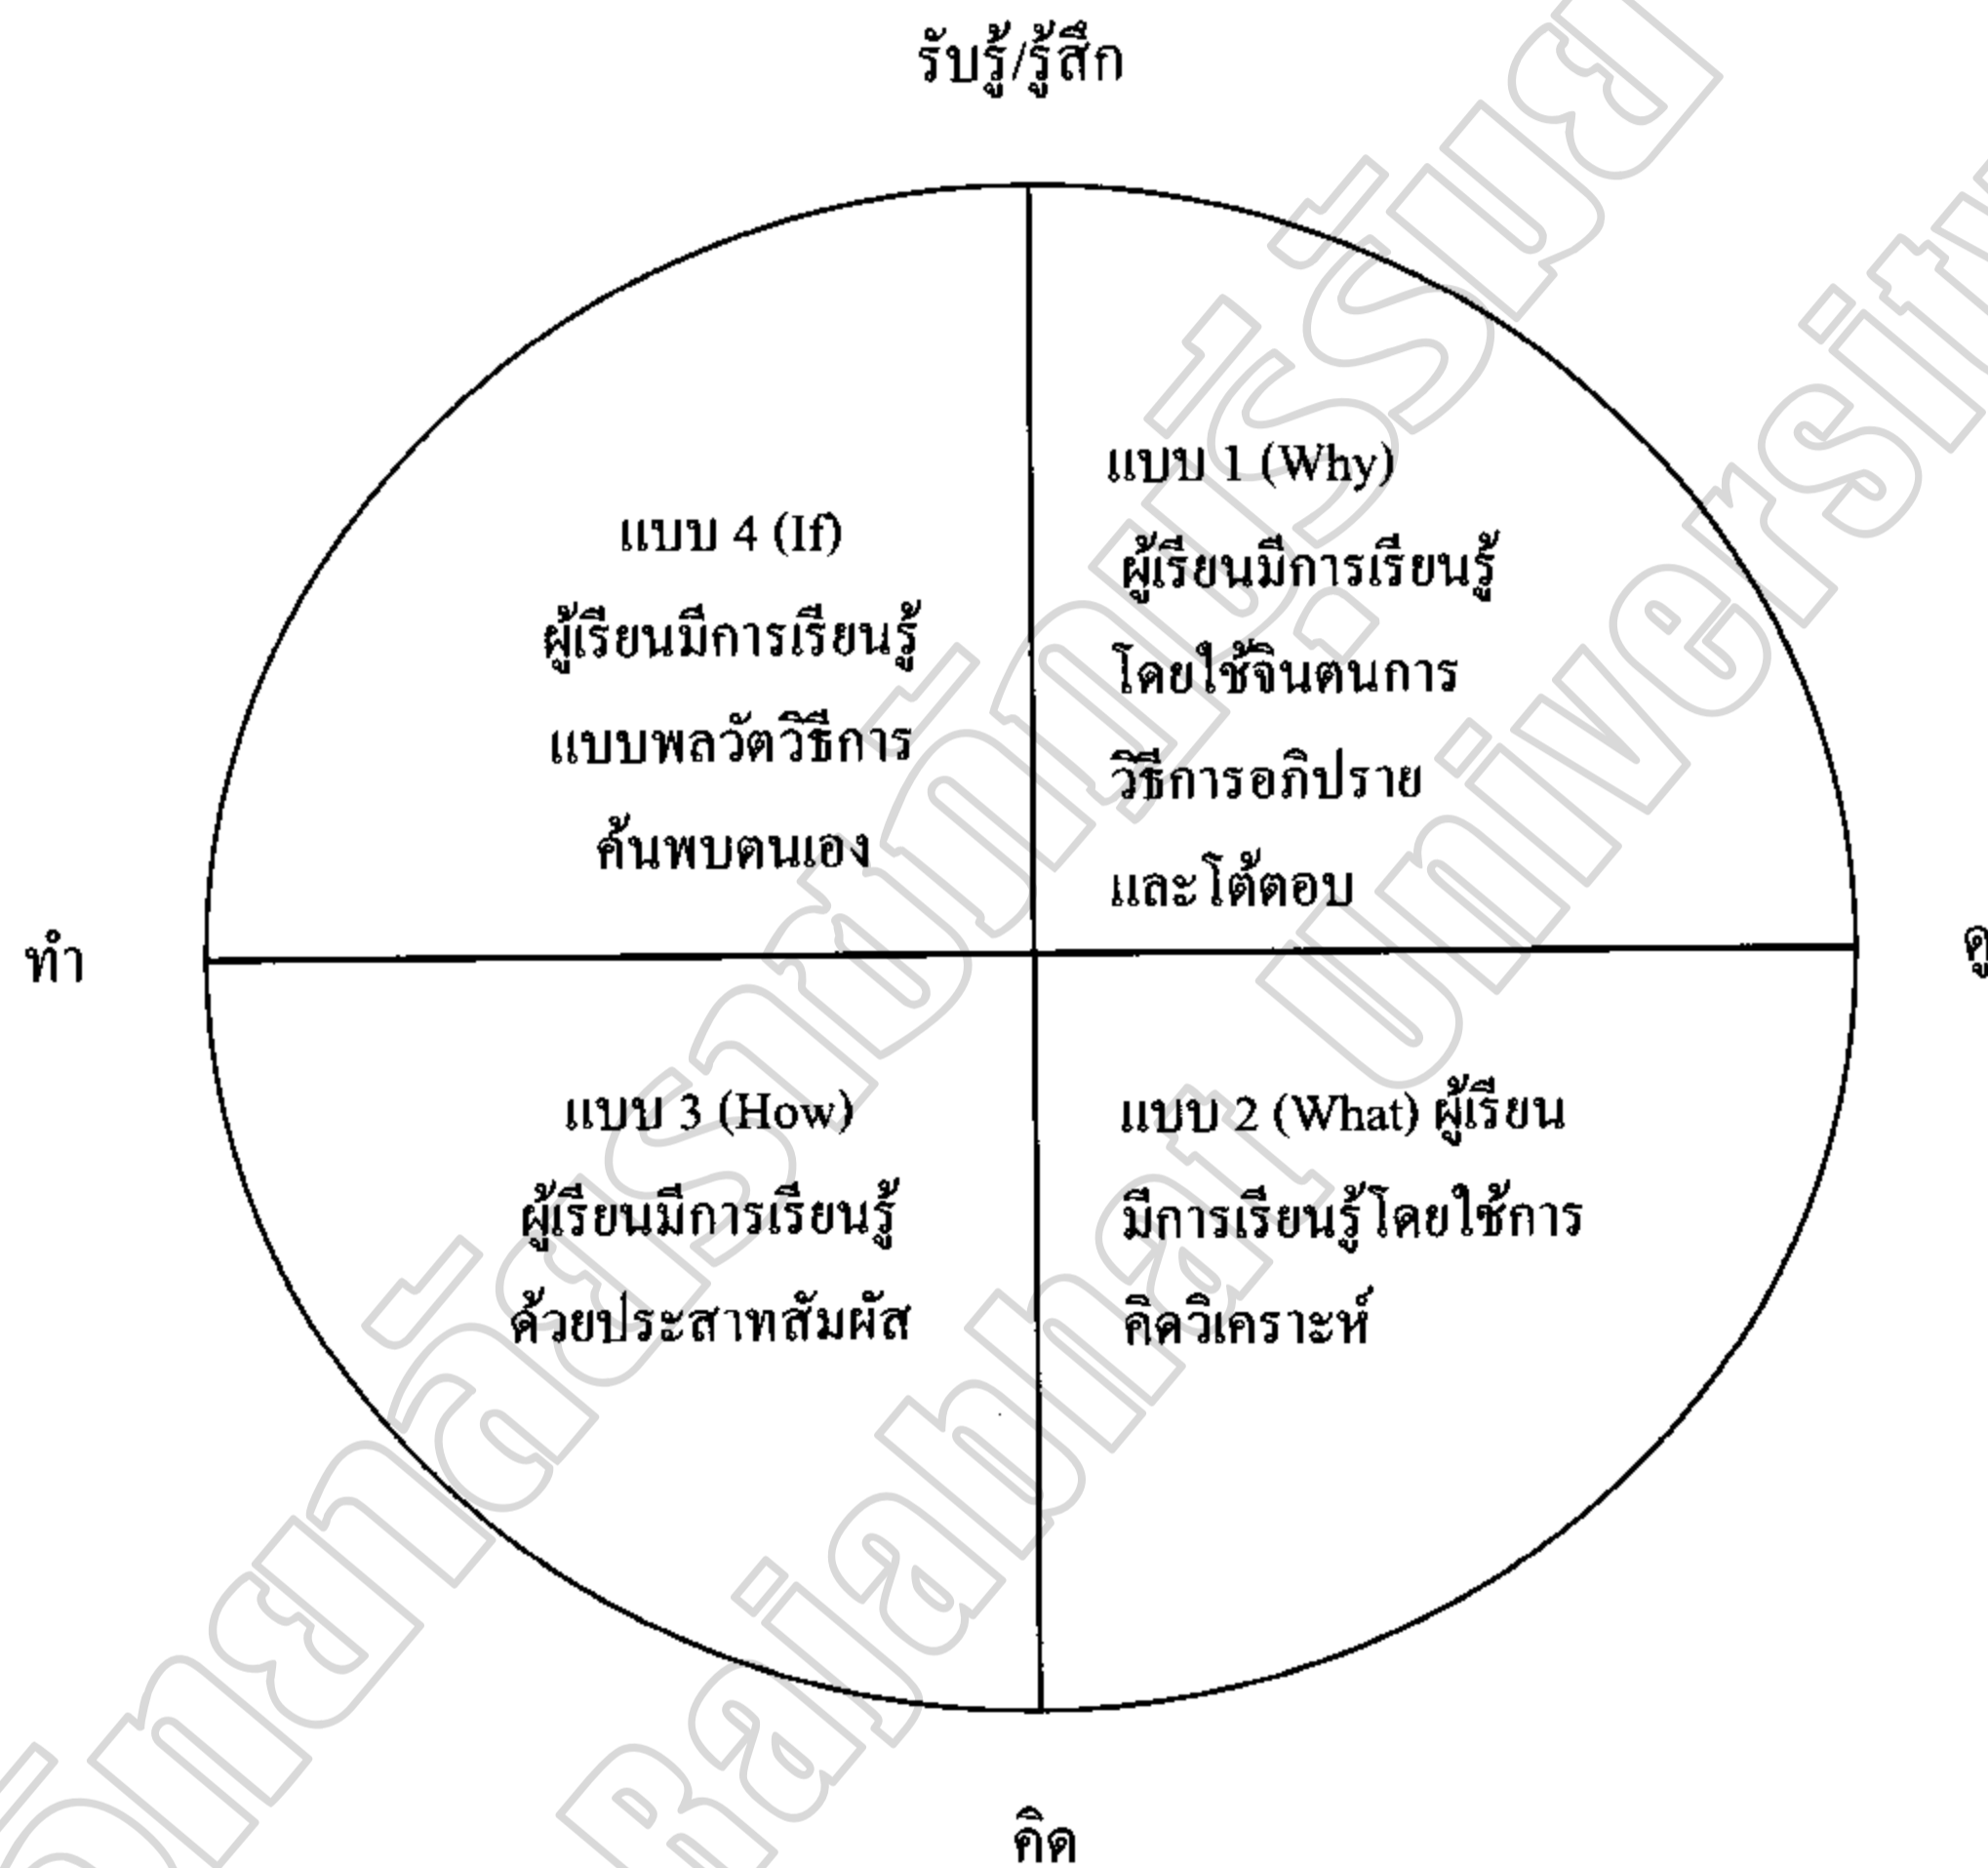 รับรู้/รู้สึก
แบบ 4 (If)
ผู้เรียนมีการเรียนรู้
แบบพลวัตวิธีการ
ค้นพบตนเอง
แบบ 1 (Why)
ผู้เรียนมีการเรียนรู้
โดยใช้จินตนการ
วิธีการอภิปราย
และโต้ตอบ
ทำ
ดู
แบบ 3 (How)
ผู้เรียนมีการเรียนรู้
ด้วยประสาทสัมผัส
แบบ 2 (What) ผู้เรียน
มีการเรียนรู้โดยใช้การ
คิดวิเคราะห์
คิด
Rajabhat University